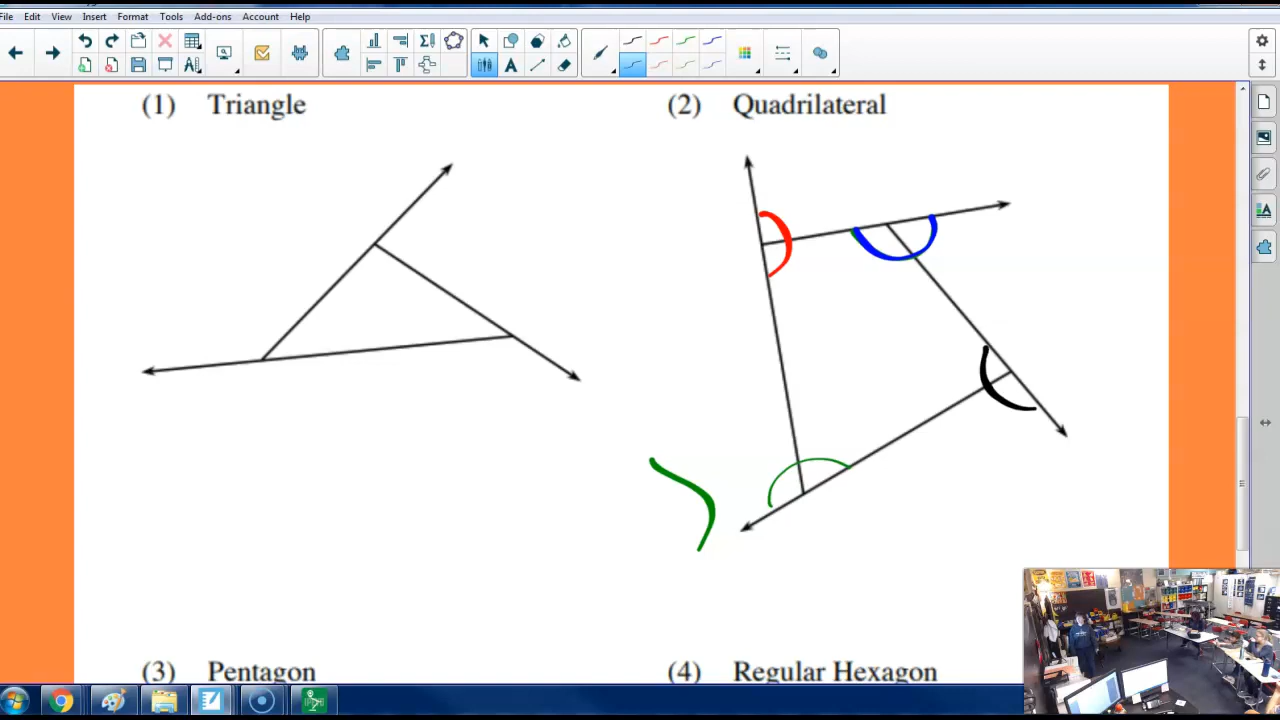 File Edit View Insert Format Tools Add-ons Account Help
(1) Triangle
(2) Quadrilateral
(3) Pentagon
(4) Regular Hexagon